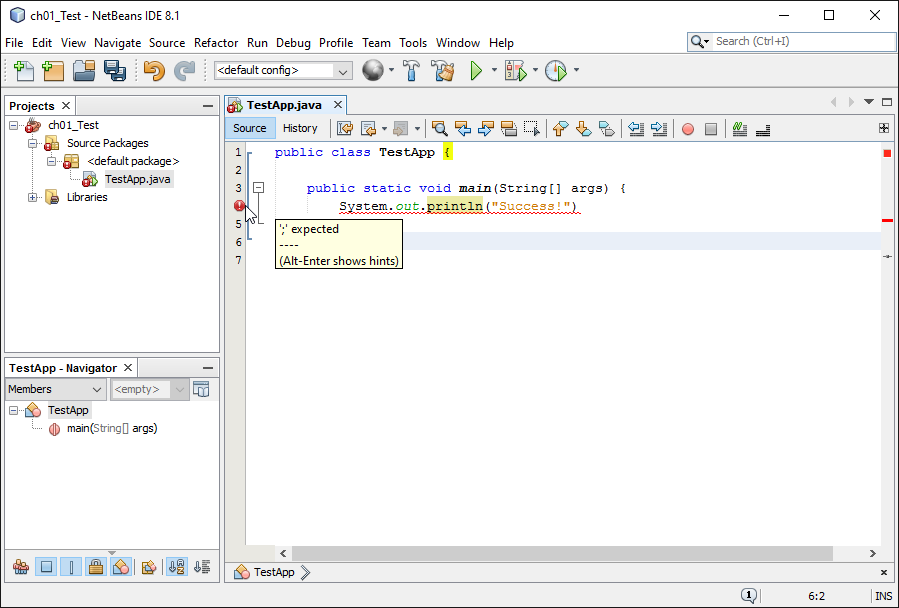 ch01_Test - NetBeans IDE 8.1
File Edit View Navigate Source Refactor Run Debug Profile Team Tools Window Help
Search (Ctrl+I)
<default config>
Projects
ch01_Test
Source Packages
<default package>
TestApp.java
Libraries
TestApp - Navigator
Members
<empty>
TestApp
main(String[] args)
TestApp.java
Source History
1 public class TestApp {
2
3 public static void main(String[] args) {
System.out.println("Success!")
5
6
7
';' expected
----
(Alt-Enter shows hints)
TestApp
1
6:2
INS